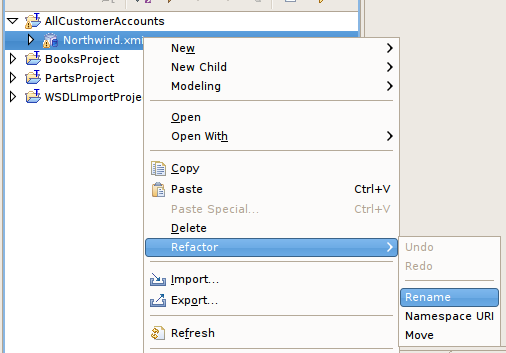 AllCustomerAccounts
Northwind.xmi
BooksProject
PartsProject
WSDLImportProje
New
New Child
Modeling
Open
Open With
Copy
Paste Ctrl+V
Paste Special... Ctrl+V
Delete
Refactor
Import...
Export...
Refresh
Undo
Redo
Rename
Namespace URI
Move